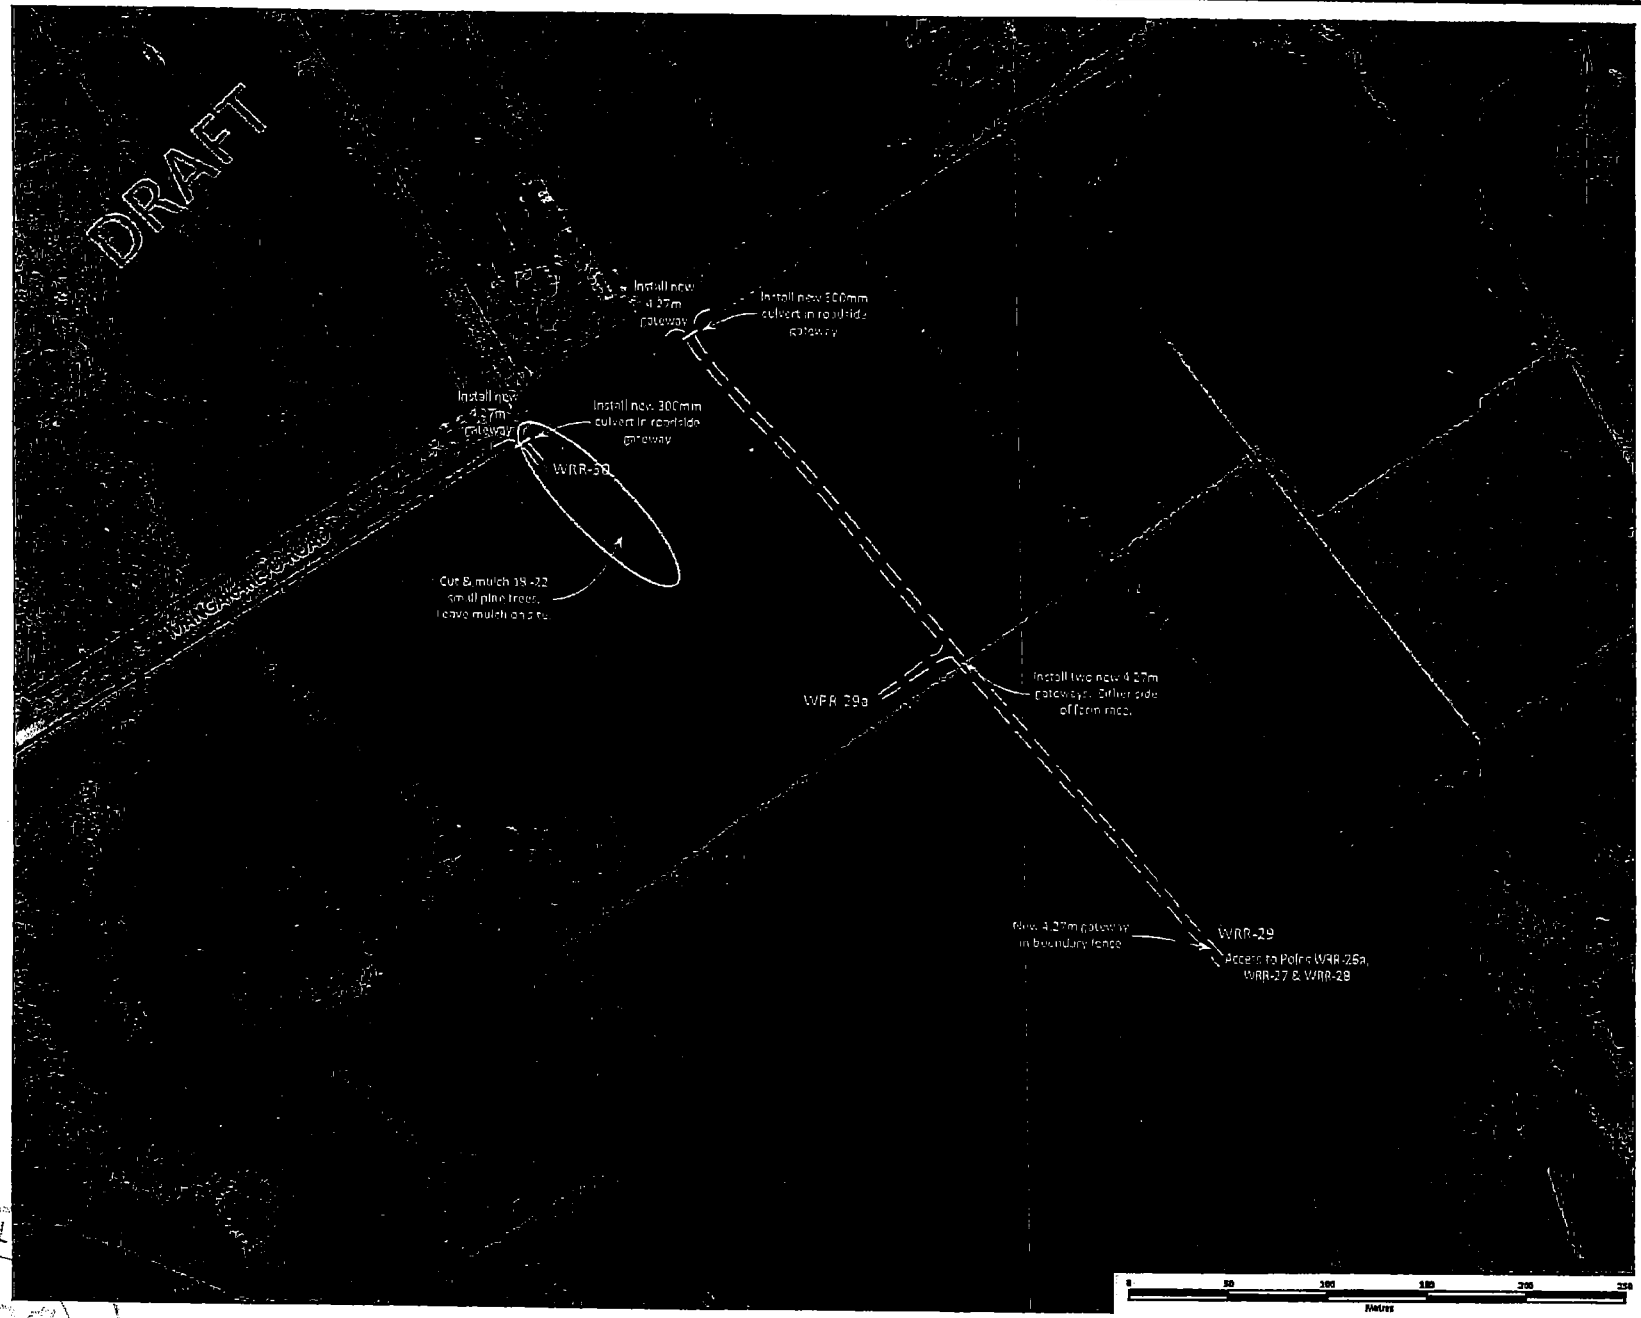 DRAFT
Install new
4.27m
gateway
Install new 300mm
culvert in roadside
gateway
Install new
4.27m
gateway
Install new 300mm
culvert in roadside
gateway
WRR-30
Cut & mulch 18-22
small pine trees.
Leave mulch on site.
ROAD
WRR-29a
Install two new 4.27m
gateways. Either side
of farm race.
New 4.27m gateway
in boundary fence
WRR-29
Access to Poles WRR-26a,
WRR-27 & WRR-28
0 50 100 150 200 250
Metres